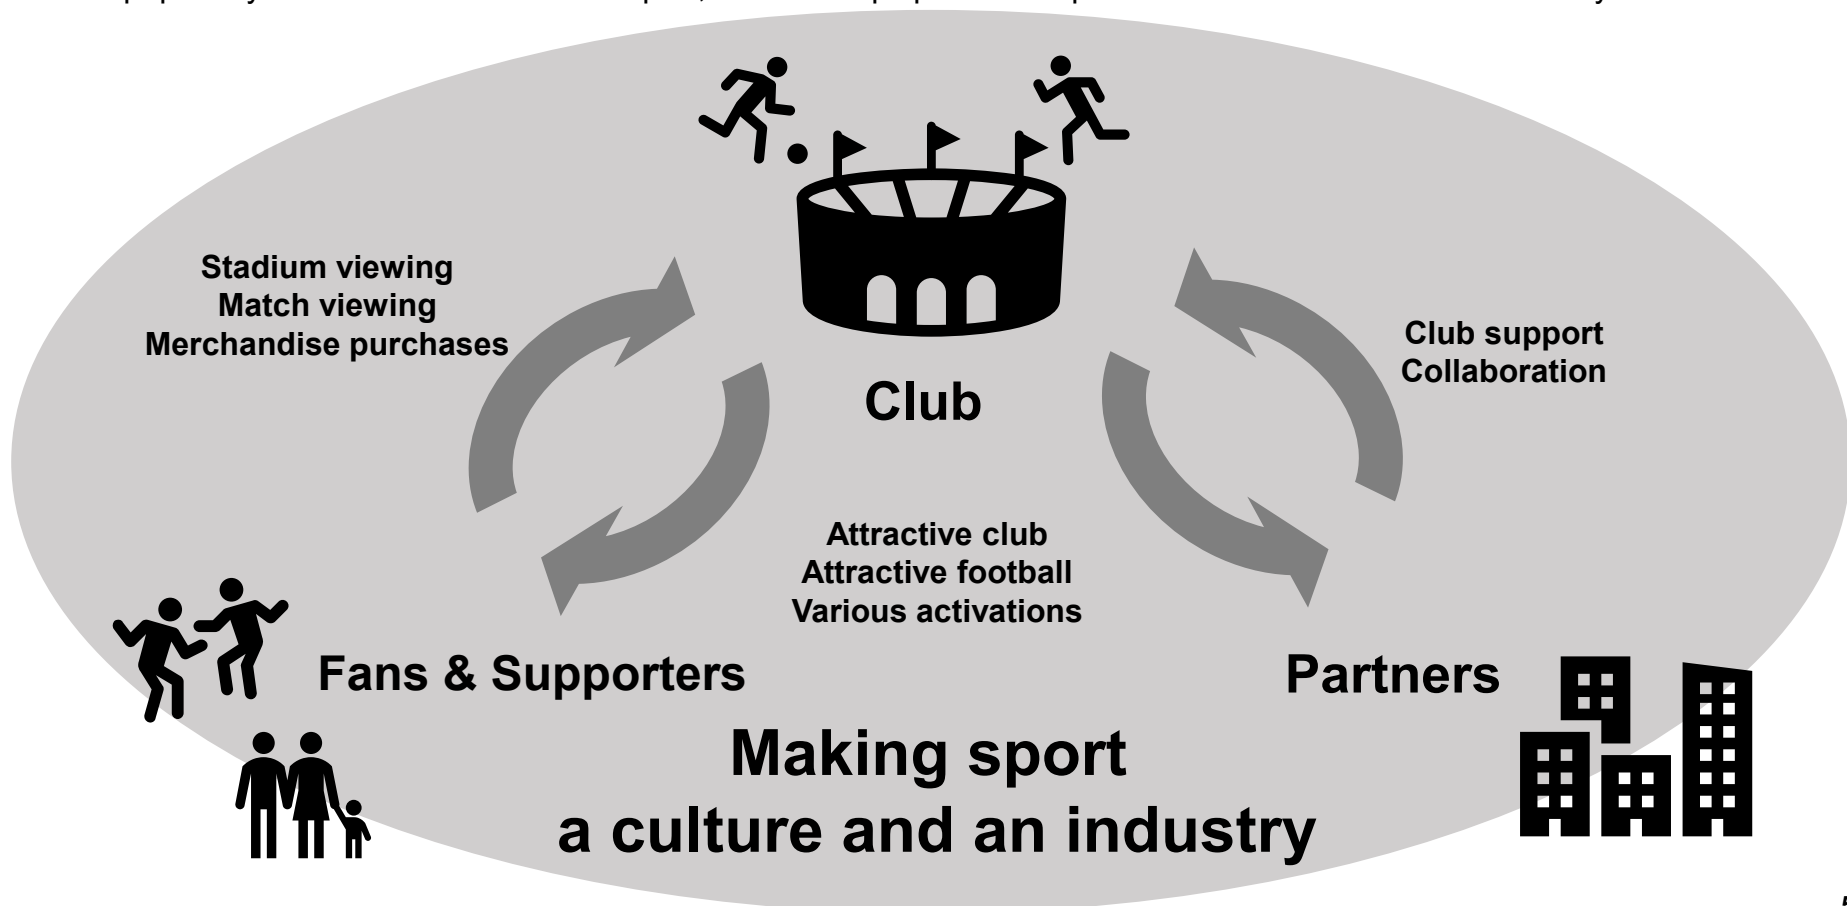 Stadium viewing
Match viewing
Merchandise purchases
Club support
Collaboration
Club
Attractive club
Attractive football
Various activations
Fans & Supporters
Partners
Making sport
a culture and an industry